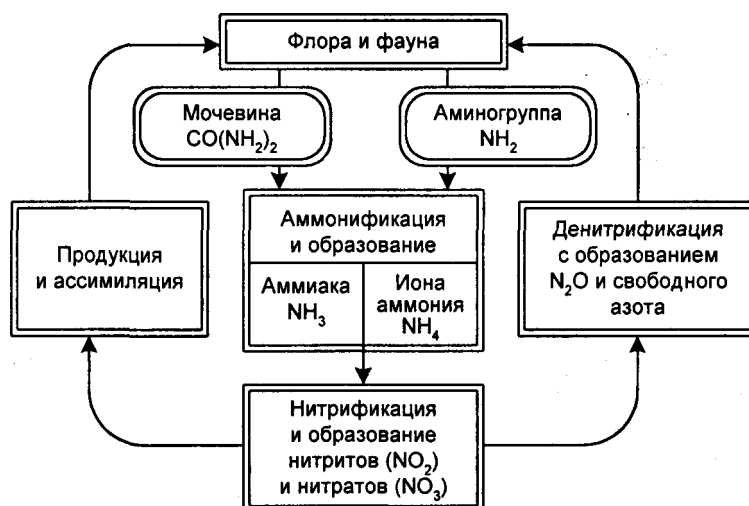 Флора и фауна
Мочевина
CO(NH₂)₂
Аминогруппа
NH₂
Продукция
и ассимиляция
Аммонификация
и образование
Аммиака
NH₃
Иона
аммония
NH₄
Денитрификация
с образованием
N₂O и свободного
азота
Нитрификация
и образование
нитритов (NO₂)
и нитратов (NO₃)